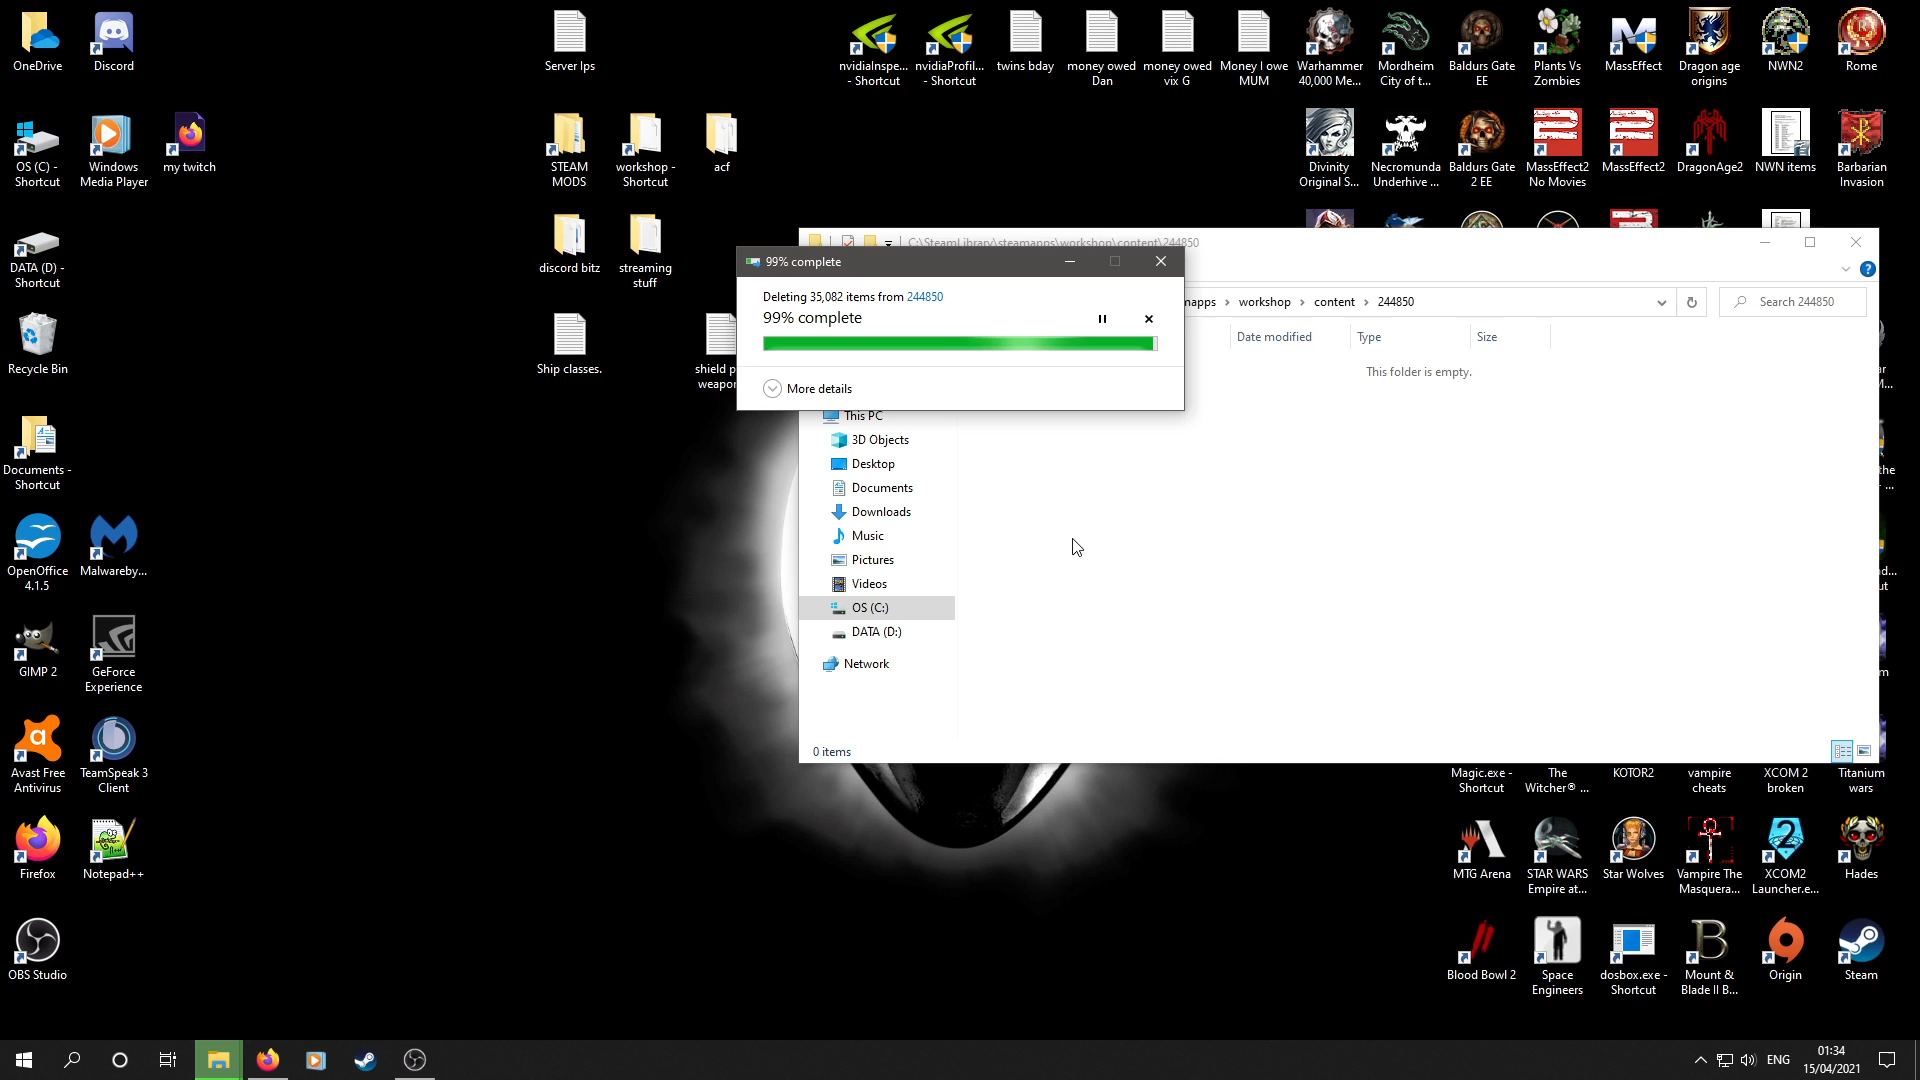 OneDrive
Discord
Server Ips
nvidiaInspe...
- Shortcut
nvidiaProfil...
- Shortcut
twins bday
money owed
Dan
money owed
vix G
Money I owe
MUM
Warhammer
40,000 Me...
Mordheim
City of t...
Baldurs Gate
EE
Plants Vs
Zombies
MassEffect
Dragon age
origins
NWN2
Rome
OS (C) -
Shortcut
Windows
Media Player
my twitch
STEAM
MODS
workshop -
Shortcut
acf
Divinity
Original S...
Necromunda
Underhive ...
Baldurs Gate
2 EE
MassEffect2
No Movies
MassEffect2
DragonAge2
NWN items
Barbarian
Invasion
DATA (D) -
Shortcut
discord bitz
streaming
stuff
C:\SteamLibrary\steamapps\workshop\content\244850
99% complete
Deleting 35,082 items from 244850
99% complete
More details
mapps > workshop > content > 244850
Search 244850
Date modified
Type
Size
This folder is empty.
This PC
3D Objects
Desktop
Documents
Downloads
Music
Pictures
Videos
OS (C:)
DATA (D:)
Network
0 items
Recycle Bin
Ship classes.
shield p
weapon
Documents -
Shortcut
OpenOffice
4.1.5
Malwareby...
GIMP 2
GeForce
Experience
Avast Free
Antivirus
TeamSpeak 3
Client
Magic.exe -
Shortcut
The
Witcher® ...
KOTOR2
vampire
cheats
XCOM 2
broken
Titanium
wars
Firefox
Notepad++
MTG Arena
STAR WARS
Empire at...
Star Wolves
Vampire The
Masquera...
XCOM2
Launcher.e...
Hades
OBS Studio
Blood Bowl 2
Space
Engineers
dosbox.exe -
Shortcut
Mount &
Blade II B...
Origin
Steam
ENG
01:34
15/04/2021